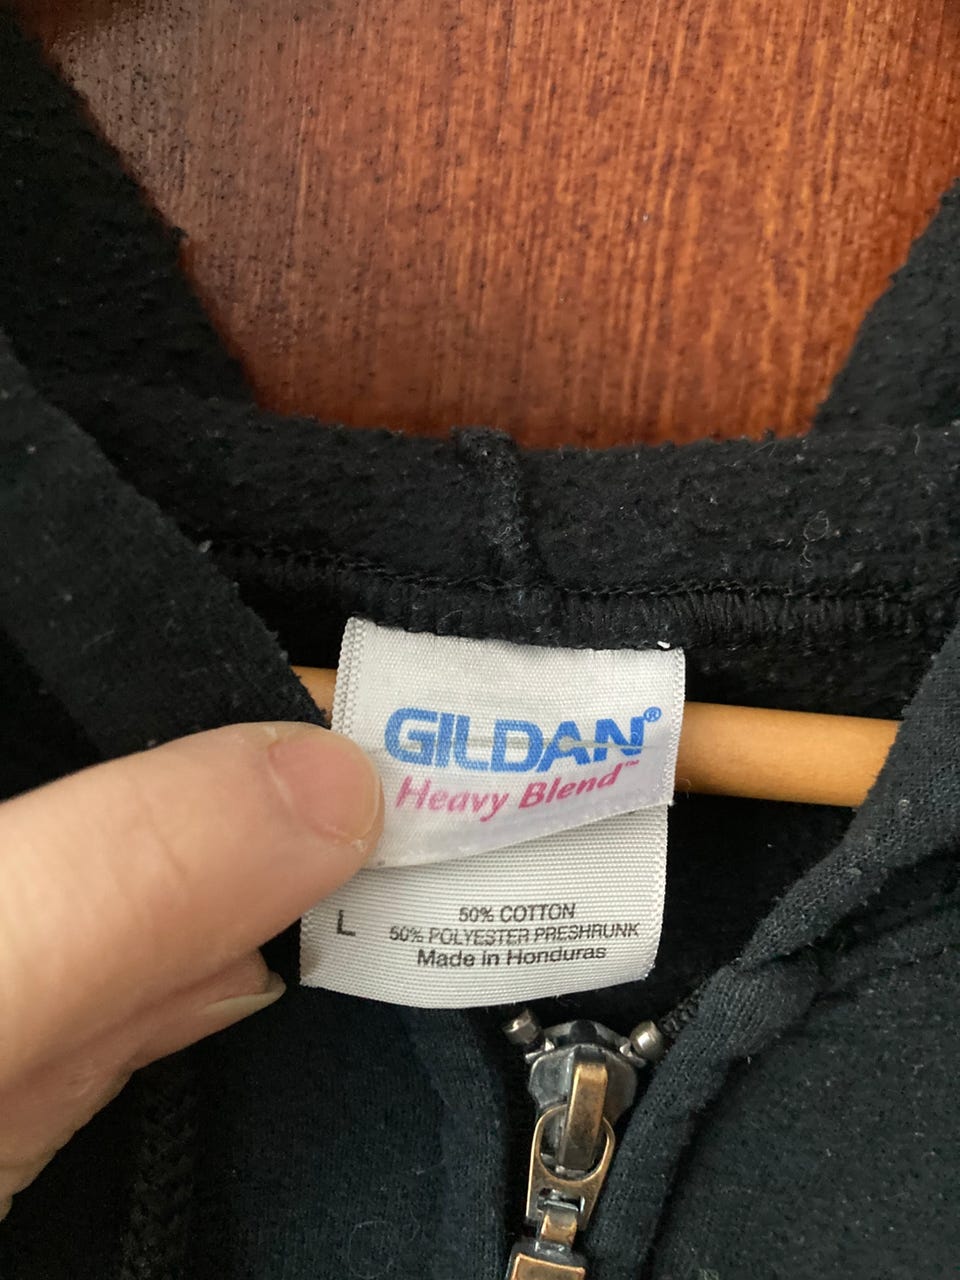 GILDAN®
Heavy Blend™
L
50% COTTON
50% POLYESTER PRESHRUNK
Made in Honduras